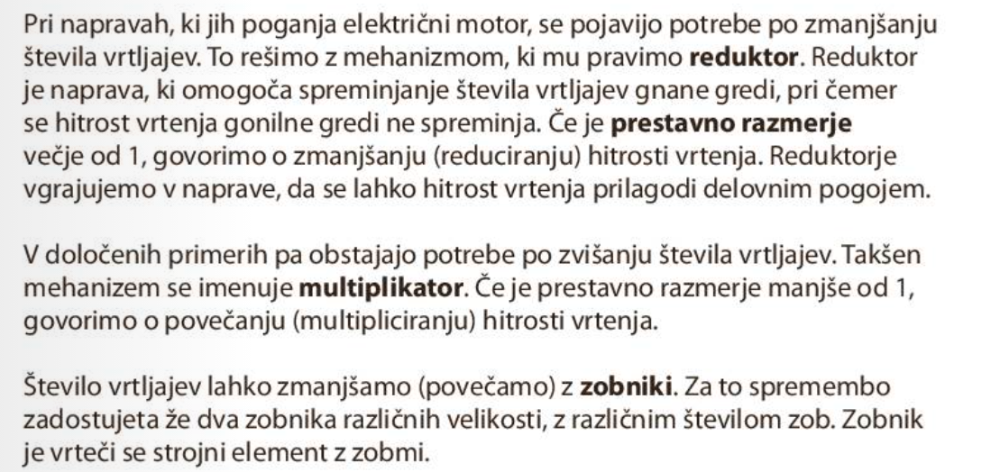 Pri napravah, ki jih poganja električni motor, se pojavijo potrebe po zmanjšanju
števila vrtljajev. To rešimo z mehanizmom, ki mu pravimo reduktor. Reduktor
je naprava, ki omogoča spreminjanje števila vrtljajev gnane gredi, pri čemer
se hitrost vrtenja gonilne gredi ne spreminja. Če je prestavno razmerje
večje od 1, govorimo o zmanjšanju (reduciranju) hitrosti vrtenja. Reduktorje
vgrajujemo v naprave, da se lahko hitrost vrtenja prilagodi delovnim pogojem.
V določenih primerih pa obstajajo potrebe po zvišanju števila vrtljajev. Takšen
mehanizem se imenuje multiplikator. Če je prestavno razmerje manjše od 1,
govorimo o povečanju (multipliciranju) hitrosti vrtenja.
Število vrtljajev lahko zmanjšamo (povečamo) z zobniki. Za to spremembo
zadostujeta že dva zobnika različnih velikosti, z različnim številom zob. Zobnik
je vrteči se strojni element z zobmi.